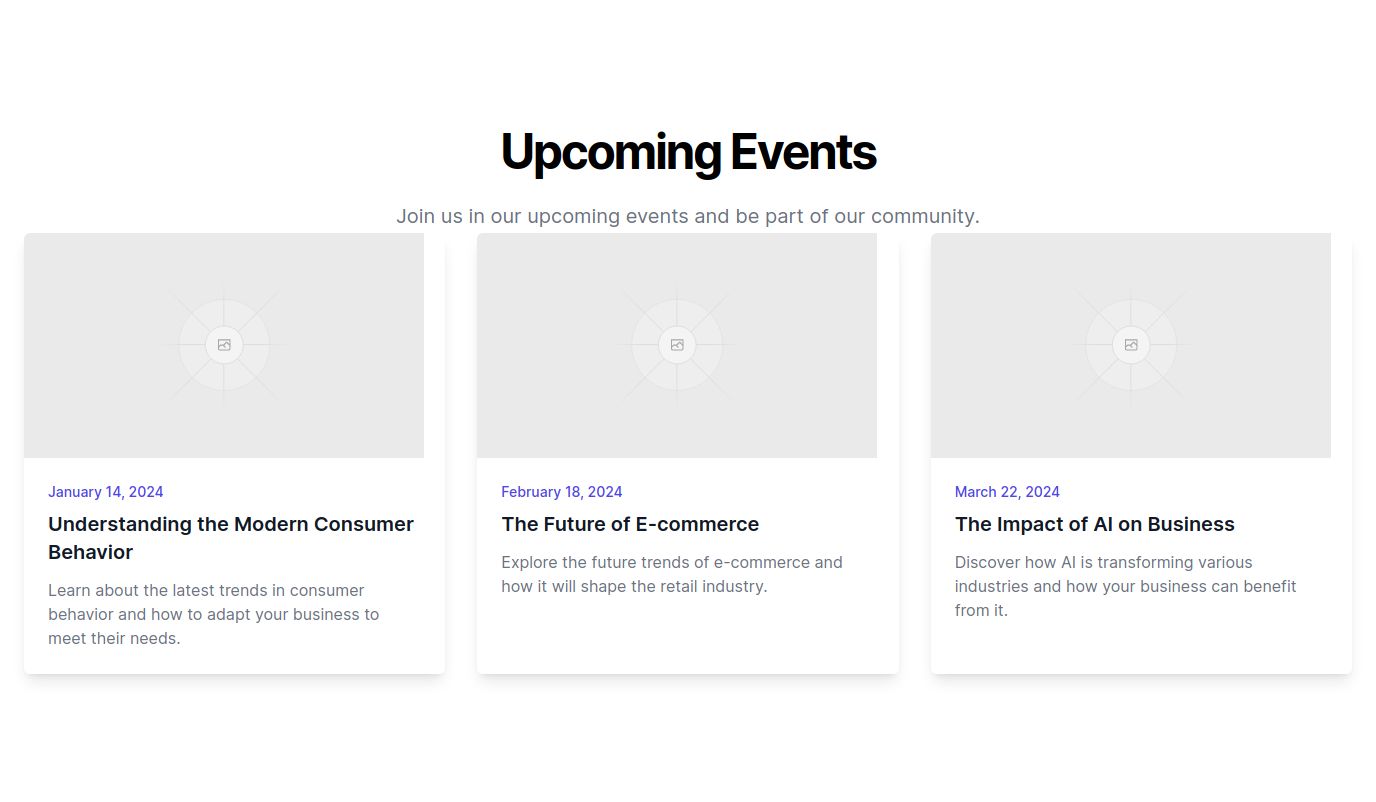 Upcoming Events
Join us in our upcoming events and be part of our community.
January 14, 2024
Understanding the Modern Consumer
Behavior
Learn about the latest trends in consumer
behavior and how to adapt your business to
meet their needs.
February 18, 2024
The Future of E-commerce
Explore the future trends of e-commerce and
how it will shape the retail industry.
March 22, 2024
The Impact of AI on Business
Discover how AI is transforming various
industries and how your business can benefit
from it.